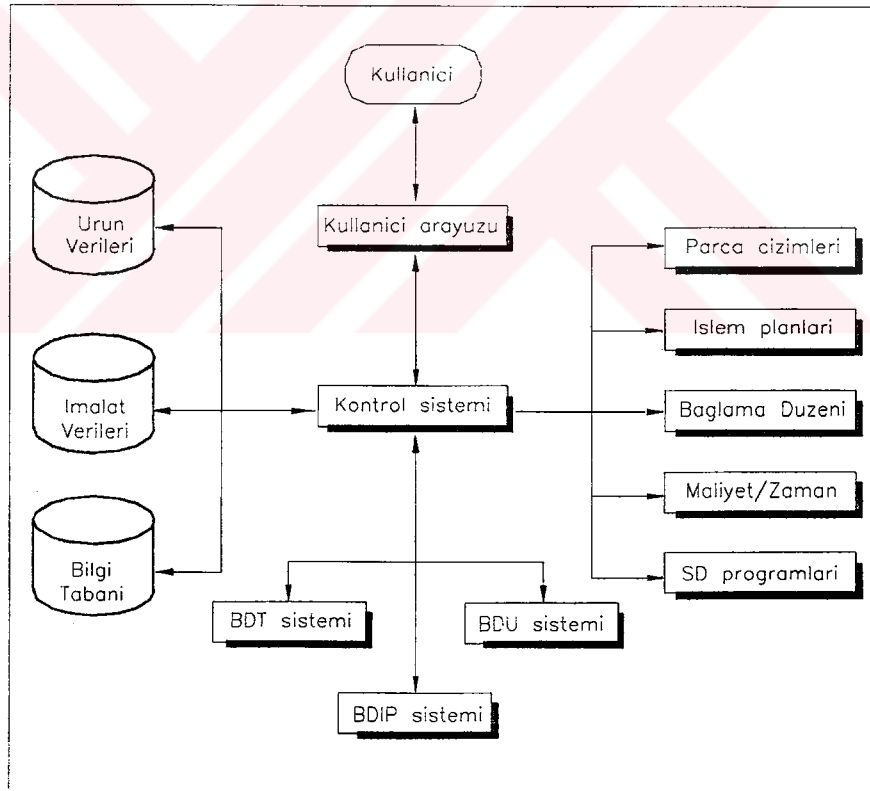 Kullanici
Kullanici arayuzu
Urun
Verileri
Imalat
Verileri
Bilgi
Tabani
Kontrol sistemi
Parca cizimleri
Islem planlari
Baglama Duzeni
Maliyet/Zaman
SD programlari
BDT sistemi
BDU sistemi
BDIP sistemi